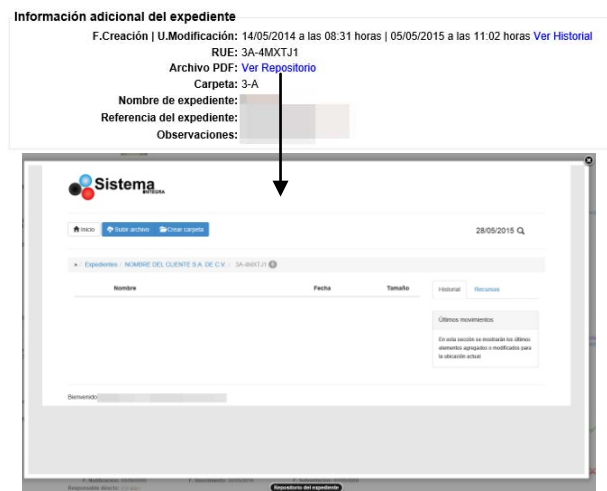 Información adicional del expediente
F.Creación | U.Modificación: 14/05/2014 a las 08:31 horas | 05/05/2015 a las 11:02 horas Ver Historial
RUE: 3A-4MXTJ1
Archivo PDF: Ver Repositorio
Carpeta: 3-A
Nombre de expediente:
Referencia del expediente:
Observaciones:
Sistema
INTEGRA
Inicio Subir archivo Crear carpeta 28/05/2015
Expedientes / NOMBRE DEL CLIENTE S.A. DE C.V. / 3A-4MXTJ1
Nombre Fecha Tamaño Historial Recursos
Últimos movimientos
En esta sección se mostrarán los últimos
elementos agregados o modificados para
la ubicación actual.
Bienvenido
Repositorio del expediente